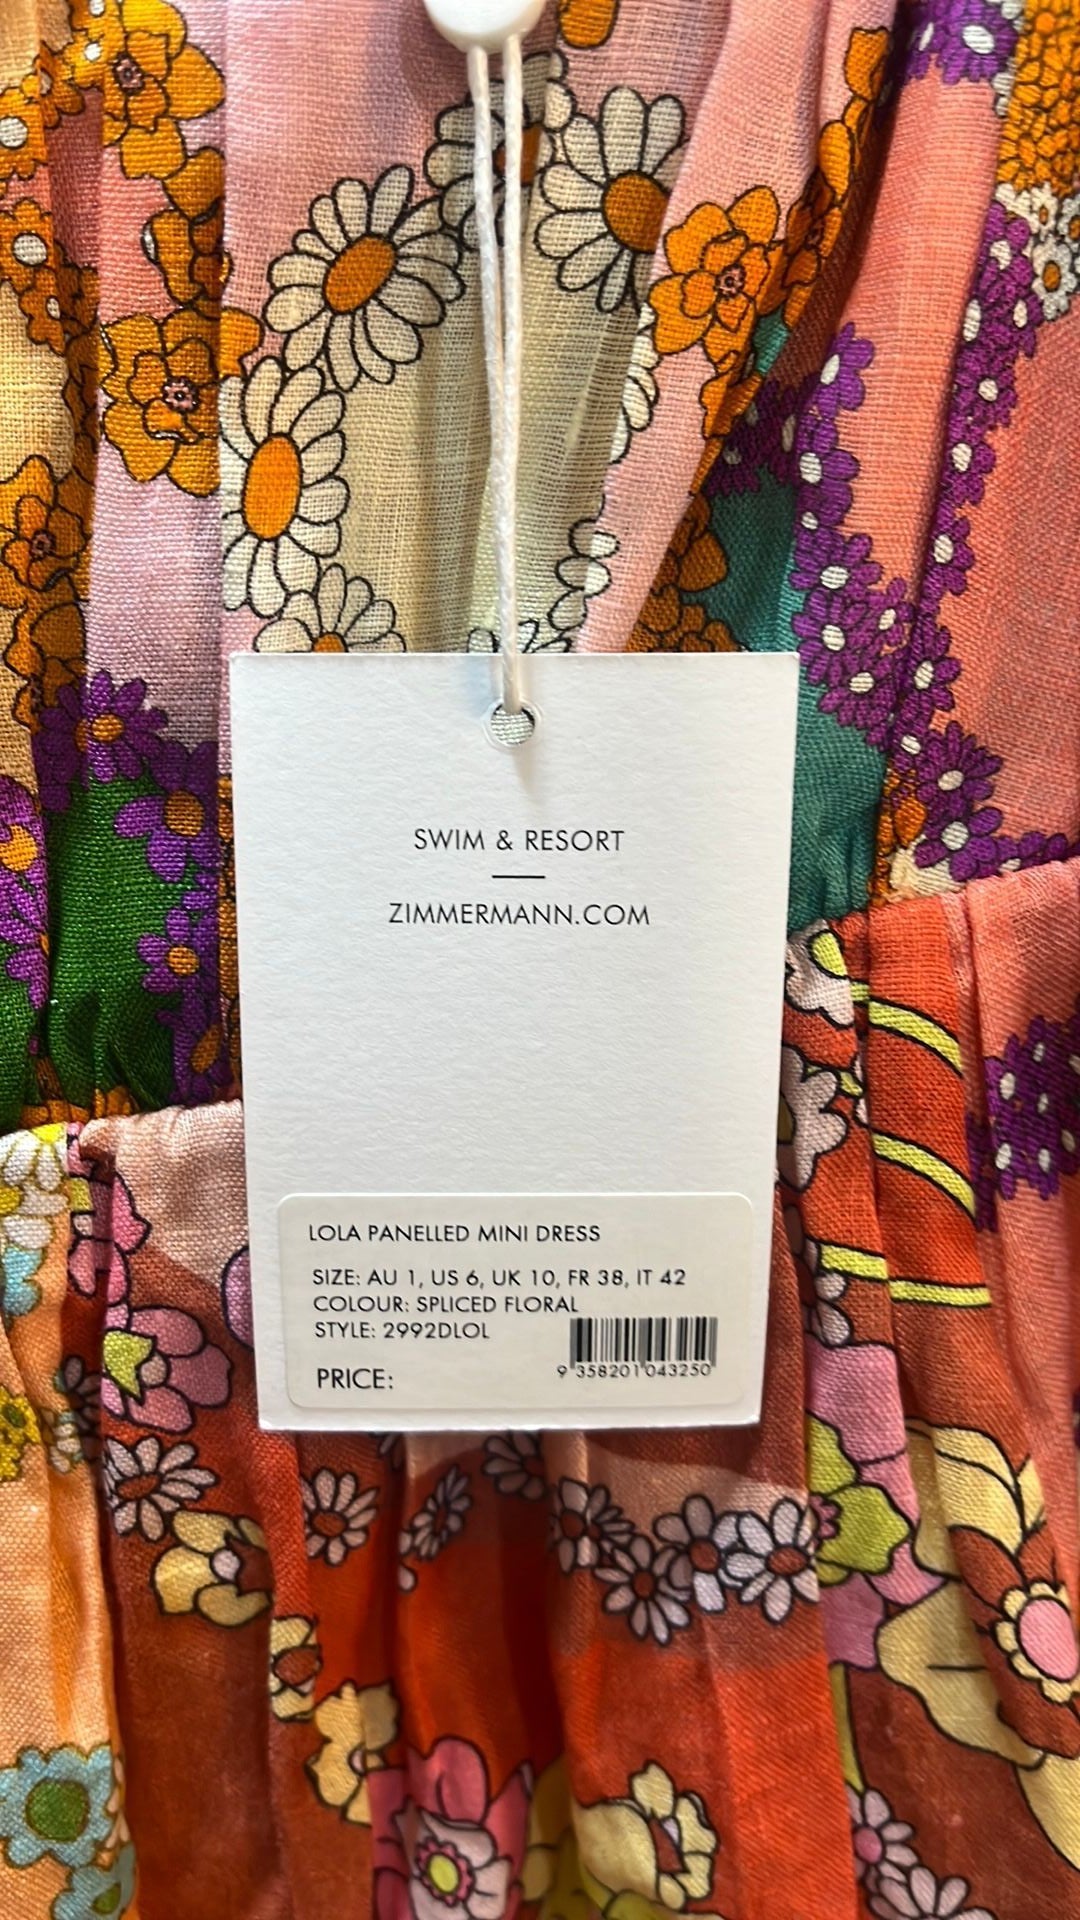 SWIM & RESORT
ZIMMERMANN.COM
LOLA PANELLED MINI DRESS
SIZE: AU 1, US 6, UK 10, FR 38, IT 42
COLOUR: SPLICED FLORAL
STYLE: 2992DLOL
9 358201 043250
PRICE: